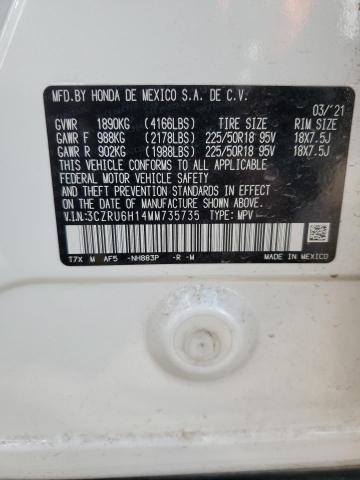 MFD.BY HONDA DE MEXICO S.A. DE C.V.
03/'21
GVWR 1890KG (4166LBS) TIRE SIZE RIM SIZE
GAWR F 988KG (2178LBS) 225/50R18 95V 18X7.5J
GAWR R 902KG (1988LBS) 225/50R18 95V 18X7.5J
THIS VEHICLE CONFORMS TO ALL APPLICABLE
FEDERAL MOTOR VEHICLE SAFETY
BUMPER, AND THEFT PREVENTION STANDARDS IN EFFECT
ON THE DATE OF MANUFACTURE SHOWN ABOVE.
V.I.N:3CZRU6H14MM735735 TYPE: MPV
T7X M AF5 -NH883P -R -M
MADE IN MEXICO